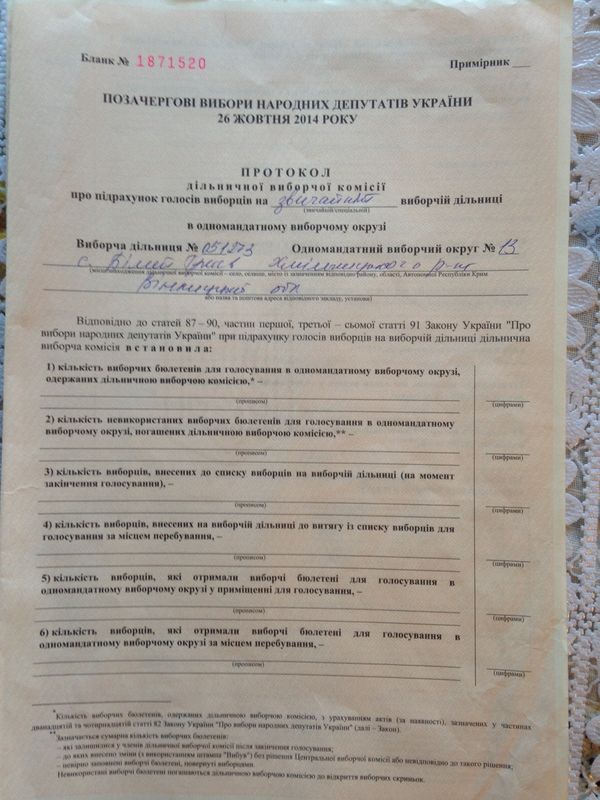 Бланк № 1871520
Примірник ___
ПОЗАЧЕРГОВІ ВИБОРИ НАРОДНИХ ДЕПУТАТІВ УКРАЇНИ
26 ЖОВТНЯ 2014 РОКУ
ПРОТОКОЛ
дільничної виборчої комісії
про підрахунок голосів виборців на звичайній виборчій дільниці
(звичайній/спеціальній)
в одномандатному виборчому окрузі
Виборча дільниця № 051273 Одномандатний виборчий округ № 13
с. Білий Хмільницького р-ну
(місцезнаходження дільничної виборчої комісії – село, селище, місто із зазначенням відповідно району, області, Автономної Республіки Крим
Вінницької обл
або назва та поштова адреса відповідного закладу, установи)
Відповідно до статей 87 – 90, частин першої, третьої – сьомої статті 91 Закону України "Про
вибори народних депутатів України" при підрахунку голосів виборців на виборчій дільниці дільнична
виборча комісія встановила:
1) кількість виборчих бюлетенів для голосування в одномандатному виборчому окрузі,
одержаних дільничною виборчою комісією,* –
(прописом) (цифрами)
2) кількість невикористаних виборчих бюлетенів для голосування в одномандатному
виборчому окрузі, погашених дільничною виборчою комісією,** –
(прописом) (цифрами)
3) кількість виборців, внесених до списку виборців на виборчій дільниці (на момент
закінчення голосування), –
(прописом) (цифрами)
4) кількість виборців, внесених на виборчій дільниці до витягу із списку виборців для
голосування за місцем перебування, –
(прописом) (цифрами)
5) кількість виборців, які отримали виборчі бюлетені для голосування в
одномандатному виборчому окрузі у приміщенні для голосування, –
(прописом) (цифрами)
6) кількість виборців, які отримали виборчі бюлетені для голосування в
одномандатному виборчому окрузі за місцем перебування, –
(прописом) (цифрами)
*Кількість виборчих бюлетенів, одержаних дільничною виборчою комісією, з урахуванням актів (за наявності), зазначених у частинах
дванадцятій та чотирнадцятій статті 82 Закону України "Про вибори народних депутатів України" (далі – Закон).
**Зазначається сумарна кількість виборчих бюлетенів:
– які залишилися у членів дільничної виборчої комісії після закінчення голосування;
– до яких внесено зміни (з використанням штампа "Вибув") без рішення Центральної виборчої комісії або невідповідно до такого рішення;
– невірно заповнені виборчі бюлетені, повернуті виборцями.
Невикористані виборчі бюлетені погашаються дільничною виборчою комісією до відкриття виборчих скриньок.